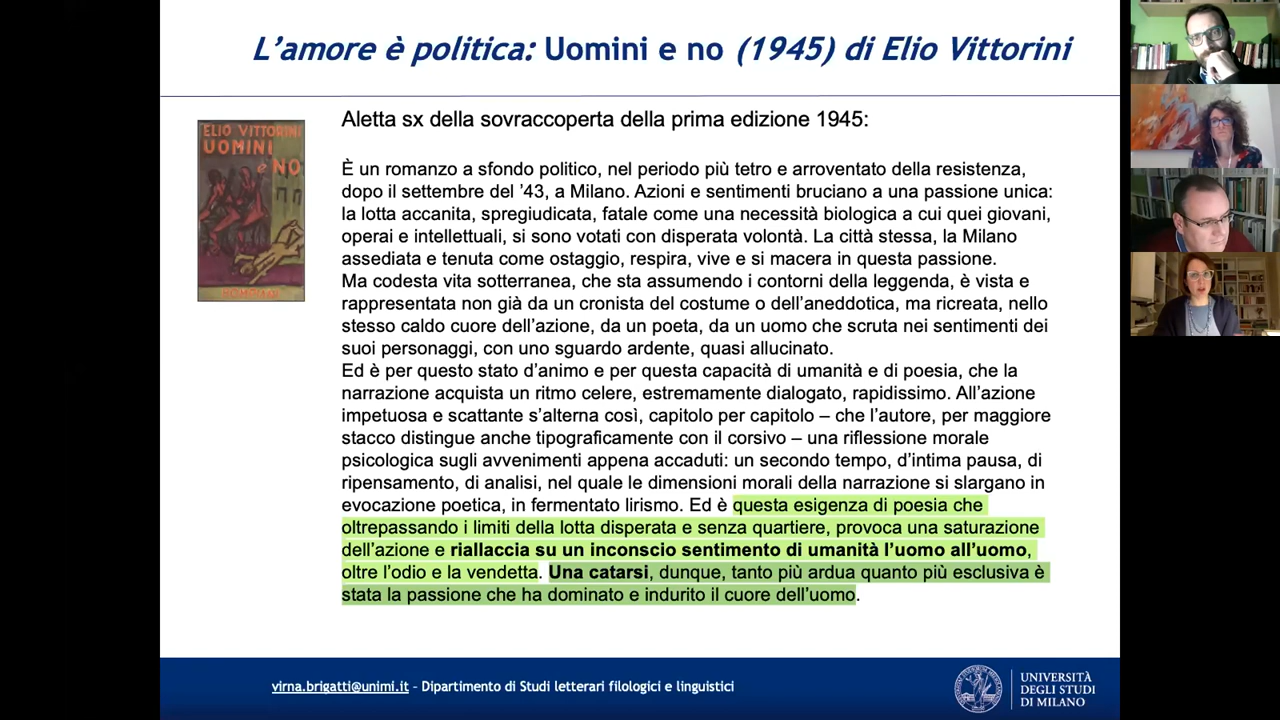 L'amore è politica: Uomini e no (1945) di Elio Vittorini
ELIO VITTORINI
UOMINI
e NO
Aletta sx della sovraccoperta della prima edizione 1945:
È un romanzo a sfondo politico, nel periodo più tetro e arroventato della resistenza,
dopo il settembre del '43, a Milano. Azioni e sentimenti bruciano a una passione unica:
la lotta accanita, spregiudicata, fatale come una necessità biologica a cui quei giovani,
operai e intellettuali, si sono votati con disperata volontà. La città stessa, la Milano
assediata e tenuta come ostaggio, respira, vive e si macera in questa passione.
Ma codesta vita sotterranea, che sta assumendo i contorni della leggenda, è vista e
rappresentata non già da un cronista del costume o dell'aneddotica, ma ricreata, nello
stesso caldo cuore dell'azione, da un poeta, da un uomo che scruta nei sentimenti dei
suoi personaggi, con uno sguardo ardente, quasi allucinato.
Ed è per questo stato d'animo e per questa capacità di umanità e di poesia, che la
narrazione acquista un ritmo celere, estremamente dialogato, rapidissimo. All'azione
impetuosa e scattante s'alterna così, capitolo per capitolo – che l'autore, per maggiore
stacco distingue anche tipograficamente con il corsivo – una riflessione morale
psicologica sugli avvenimenti appena accaduti: un secondo tempo, d'intima pausa, di
ripensamento, di analisi, nel quale le dimensioni morali della narrazione si slargano in
evocazione poetica, in fermentato lirismo. Ed è questa esigenza di poesia che
oltrepassando i limiti della lotta disperata e senza quartiere, provoca una saturazione
dell'azione e riallaccia su un inconscio sentimento di umanità l'uomo all'uomo,
oltre l'odio e la vendetta. Una catarsi, dunque, tanto più ardua quanto più esclusiva è
stata la passione che ha dominato e indurito il cuore dell'uomo.
virna.brigatti@unimi.it – Dipartimento di Studi letterari filologici e linguistici
UNIVERSITÀ
DEGLI STUDI
DI MILANO